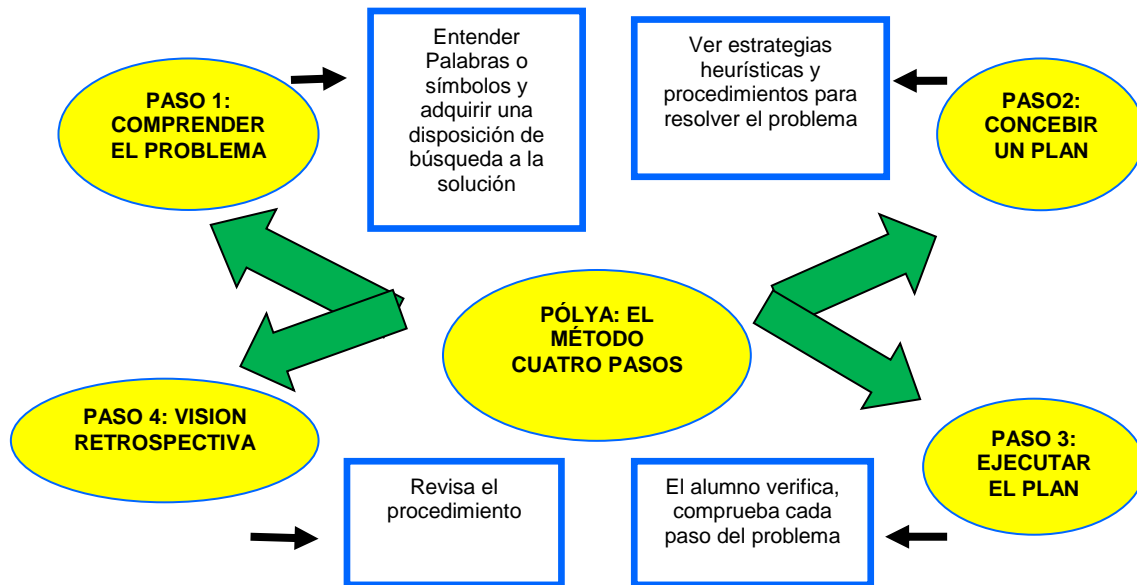 PASO 1:
COMPRENDER
EL PROBLEMA
Entender
Palabras o
símbolos y
adquirir una
disposición de
búsqueda a la
solución
Ver estrategias
heurísticas y
procedimientos para
resolver el problema
PASO2:
CONCEBIR
UN PLAN
PÓLYA: EL
MÉTODO
CUATRO PASOS
PASO 4: VISION
RETROSPECTIVA
Revisa el
procedimiento
El alumno verifica,
comprueba cada
paso del problema
PASO 3:
EJECUTAR
EL PLAN